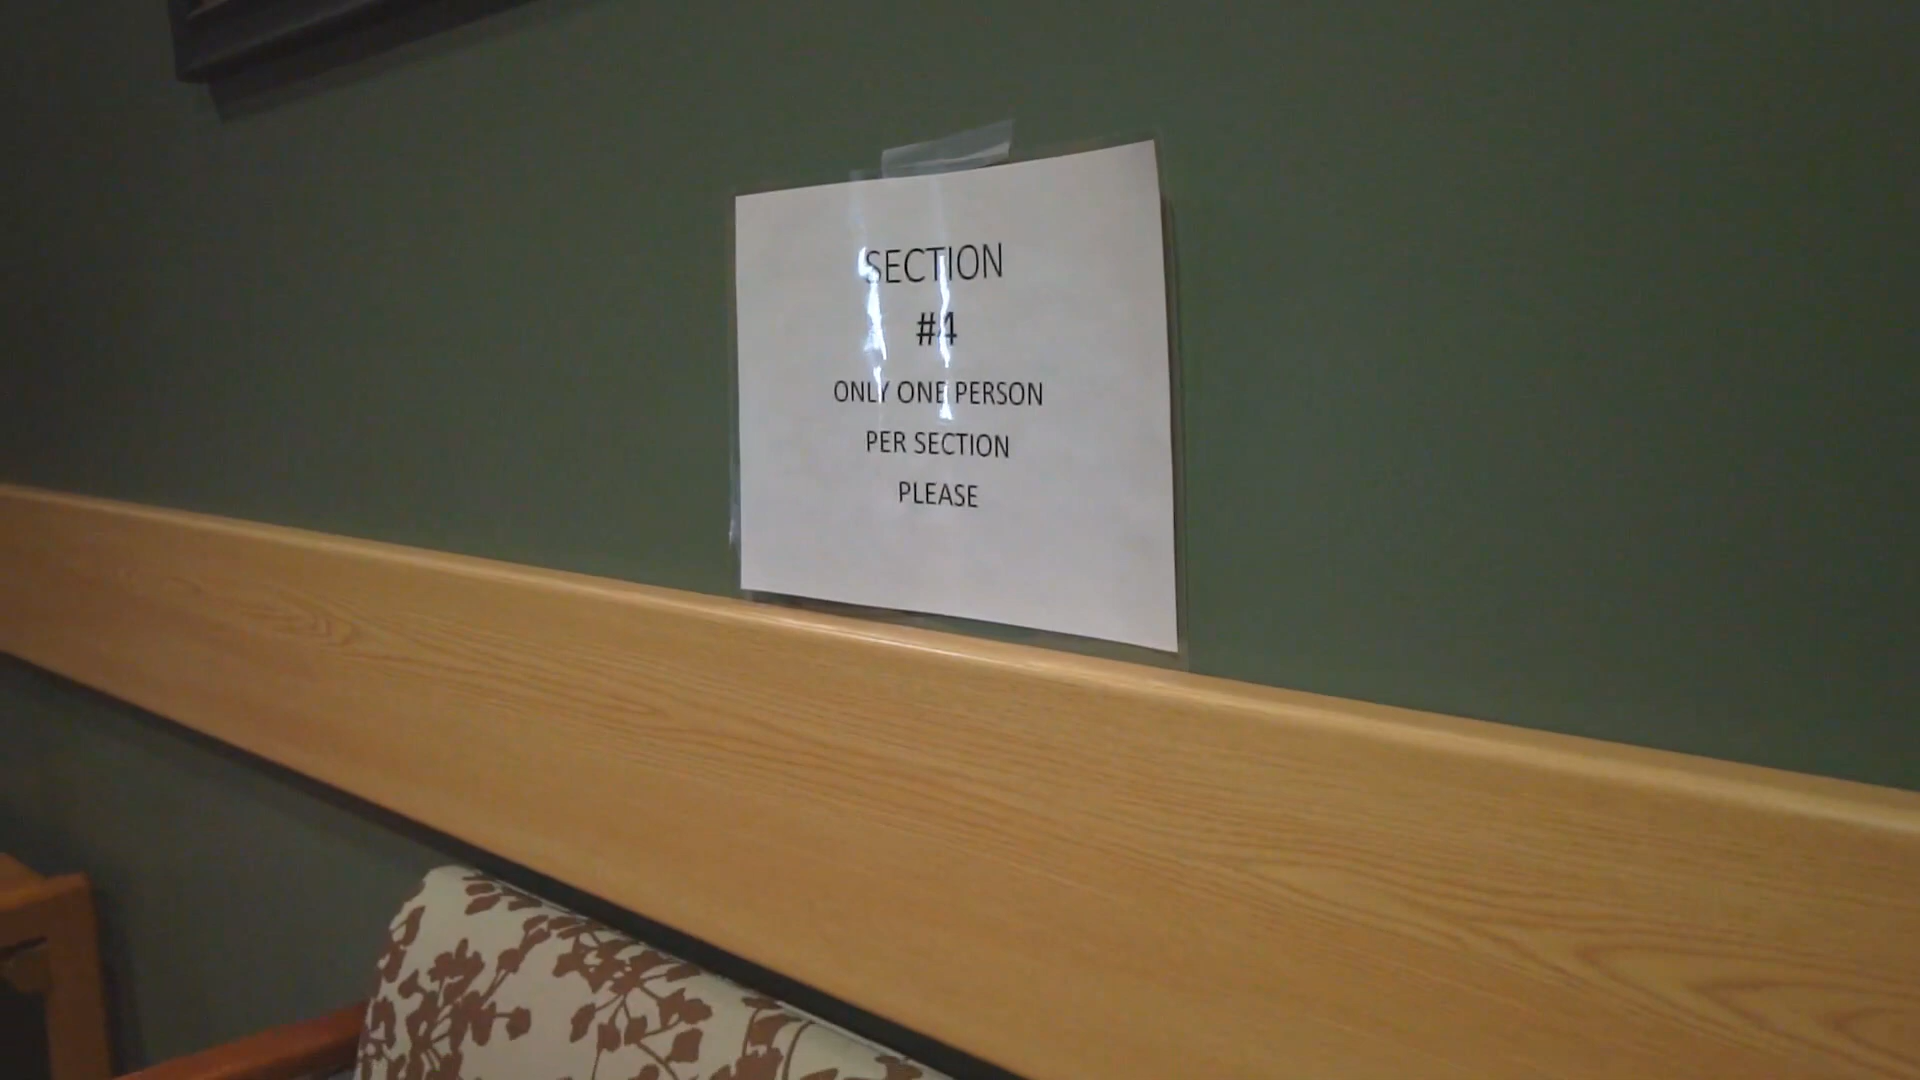 SECTION
#4
ONLY ONE PERSON
PER SECTION
PLEASE